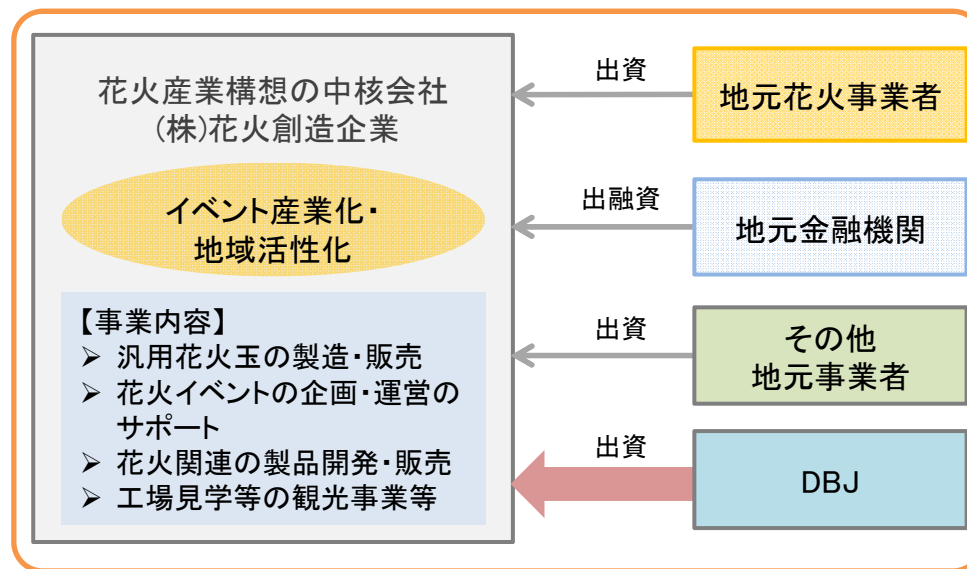 花火産業構想の中核会社
(株)花火創造企業
イベント産業化・
地域活性化
【事業内容】
➢ 汎用花火玉の製造・販売
➢ 花火イベントの企画・運営の
サポート
➢ 花火関連の製品開発・販売
➢ 工場見学等の観光事業等
出資
地元花火事業者
出融資
地元金融機関
出資
その他
地元事業者
出資
DBJ